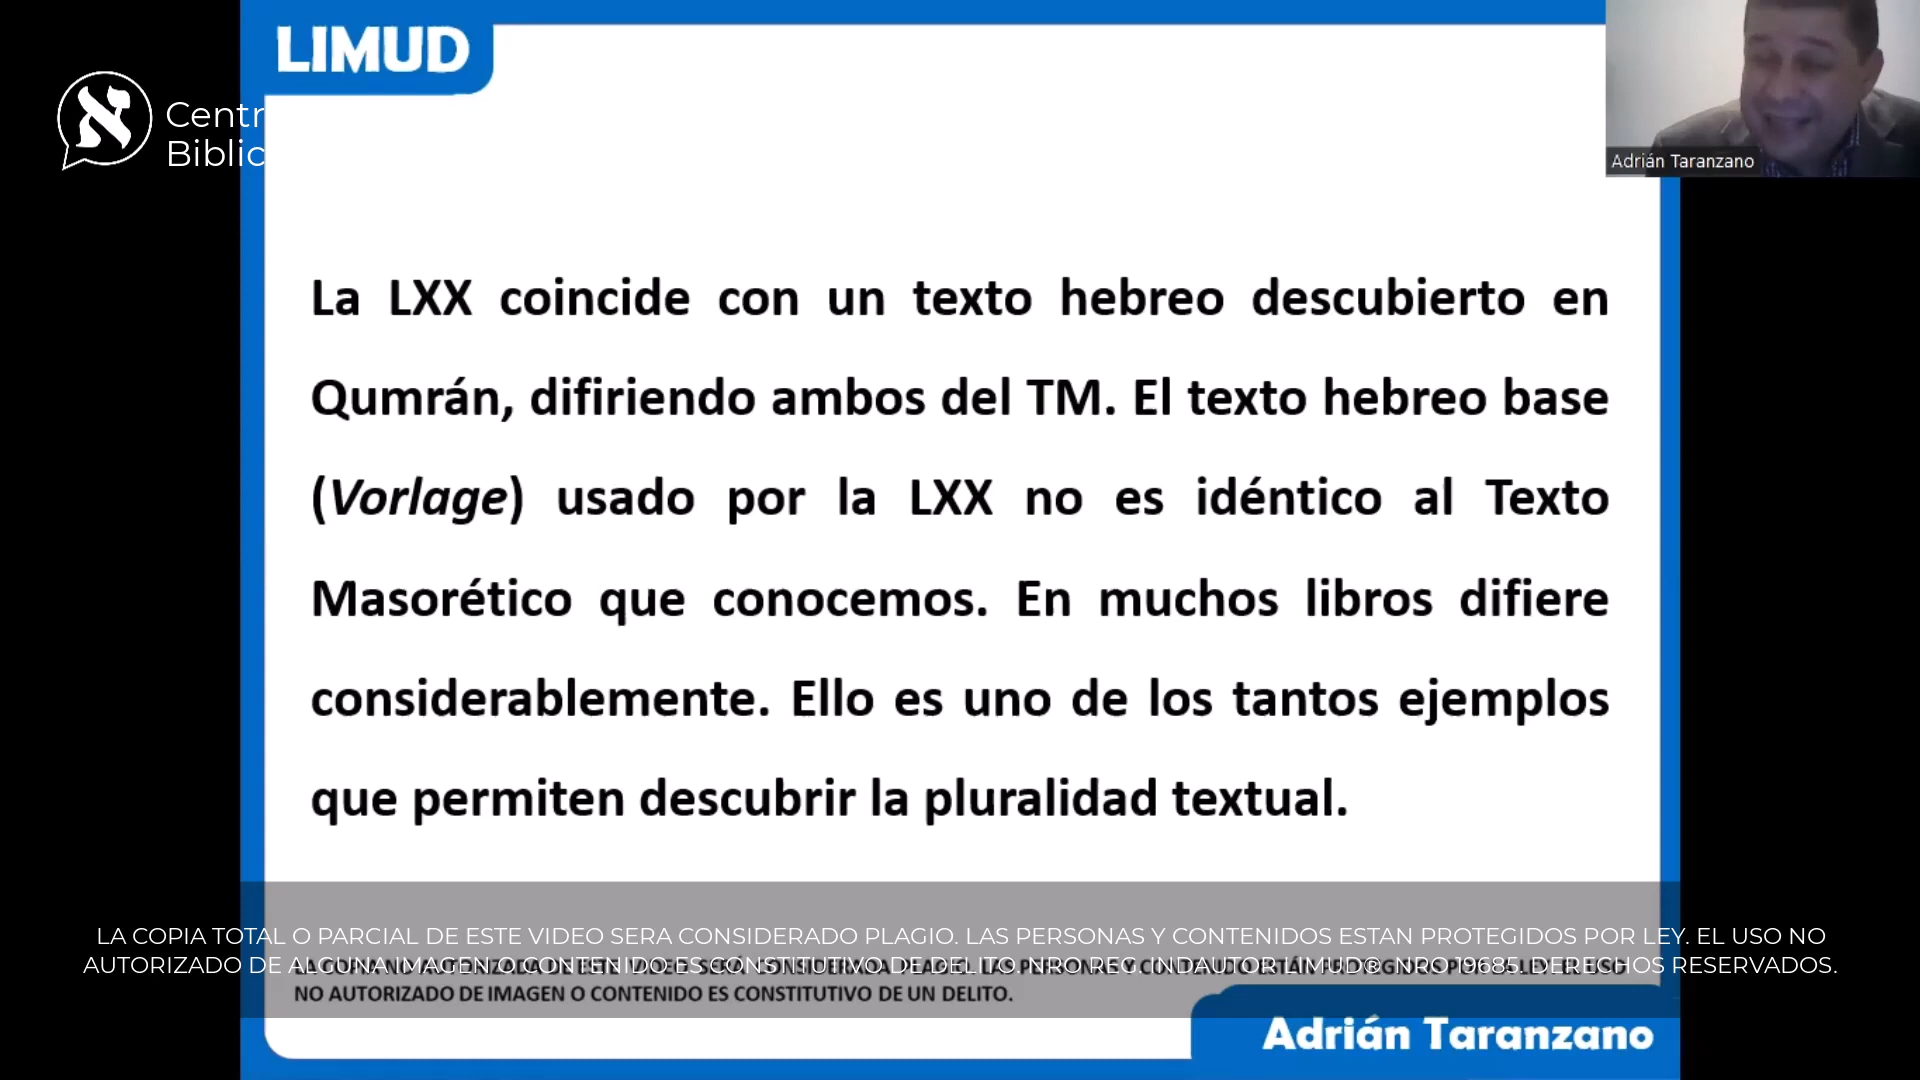 LIMUD
א
Centr
Biblic
Adrián Taranzano
La LXX coincide con un texto hebreo descubierto en
Qumrán, difiriendo ambos del TM. El texto hebreo base
(Vorlage) usado por la LXX no es idéntico al Texto
Masorético que conocemos. En muchos libros difiere
considerablemente. Ello es uno de los tantos ejemplos
que permiten descubrir la pluralidad textual.
LA COPIA TOTAL O PARCIAL DE ESTE VIDEO SERA CONSIDERADO PLAGIO. LAS PERSONAS Y CONTENIDOS ESTAN PROTEGIDOS POR LEY. EL USO NO
AUTORIZADO DE ALGUNA IMAGEN O CONTENIDO ES CONSTITUTIVO DE DELITO. NRO REV. INDAUTOR LIMUD® NRO 19685. DERECHOS RESERVADOS.
NO AUTORIZADO DE IMAGEN O CONTENIDO ES CONSTITUTIVO DE UN DELITO.
Adrián Taranzano